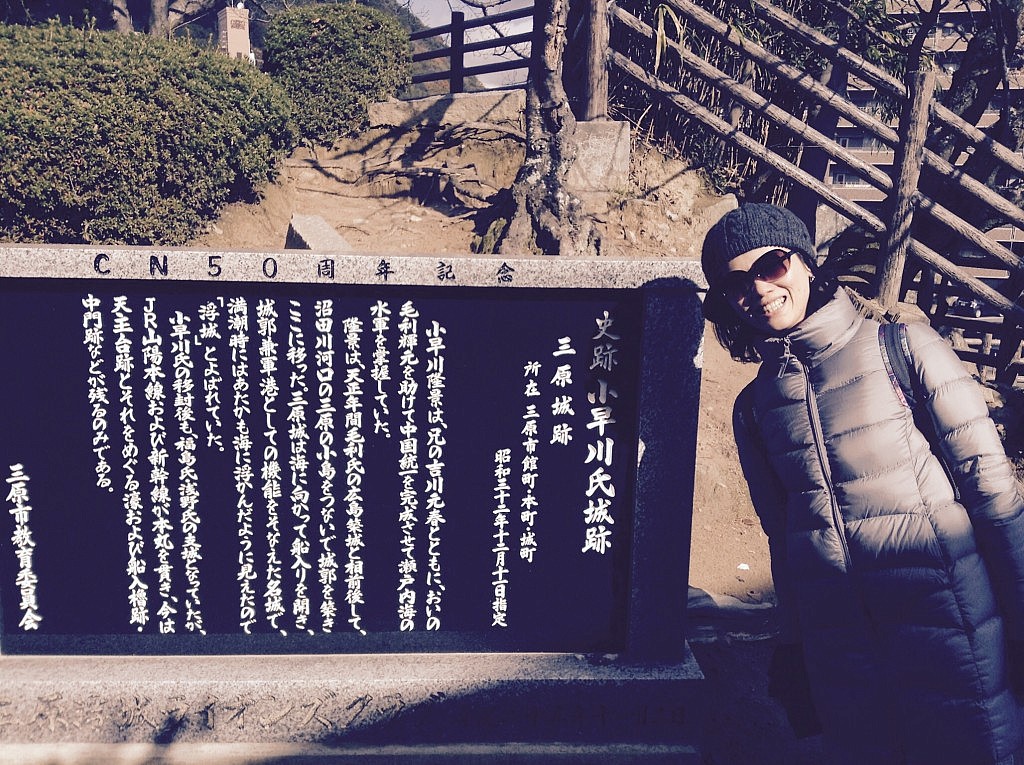 CN50周年記念
史跡 小早川氏城跡
三原城跡
所在 三原市館町・本町・城町
昭和三十二年十二月十一日指定
小早川隆景は、兄の吉川元春とともに、おいの
毛利輝元を助けて中国統一を完成させて瀬戸内海の
水軍を掌握していた。
隆景は、天正年間毛利氏の広島築城と相前後して、
沼田川河口の三原の小島をつないで城郭を築き
ここに移った。三原城は海に向かって船入りを開き、
城郭兼軍港としての機能をそなえた名城で、
満潮時にはあたかも海に浮かんだように見えたので
「浮城」とよばれていた。
小早川氏の移封後も福島氏、浅野氏の支城となっていたが、
JR山陽本線および新幹線が本丸を貫き、今は
天主台跡とそれをめぐる濠および船入櫓跡・
中門跡などが残るのみである。
三原市教育委員会